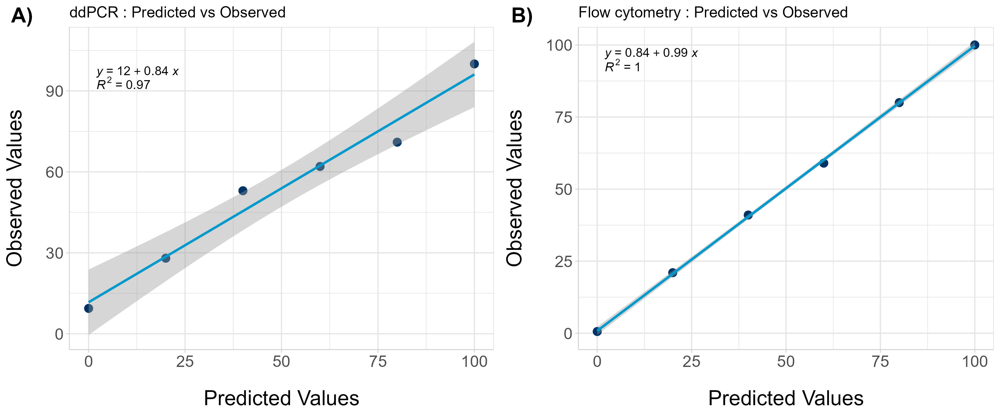 A)
ddPCR : Predicted vs Observed
y = 12 + 0.84 x
R² = 0.97
90
60
30
0
0 25 50 75 100
Observed Values
Predicted Values
B)
Flow cytometry : Predicted vs Observed
y = 0.84 + 0.99 x
R² = 1
100
75
50
25
0
0 25 50 75 100
Observed Values
Predicted Values